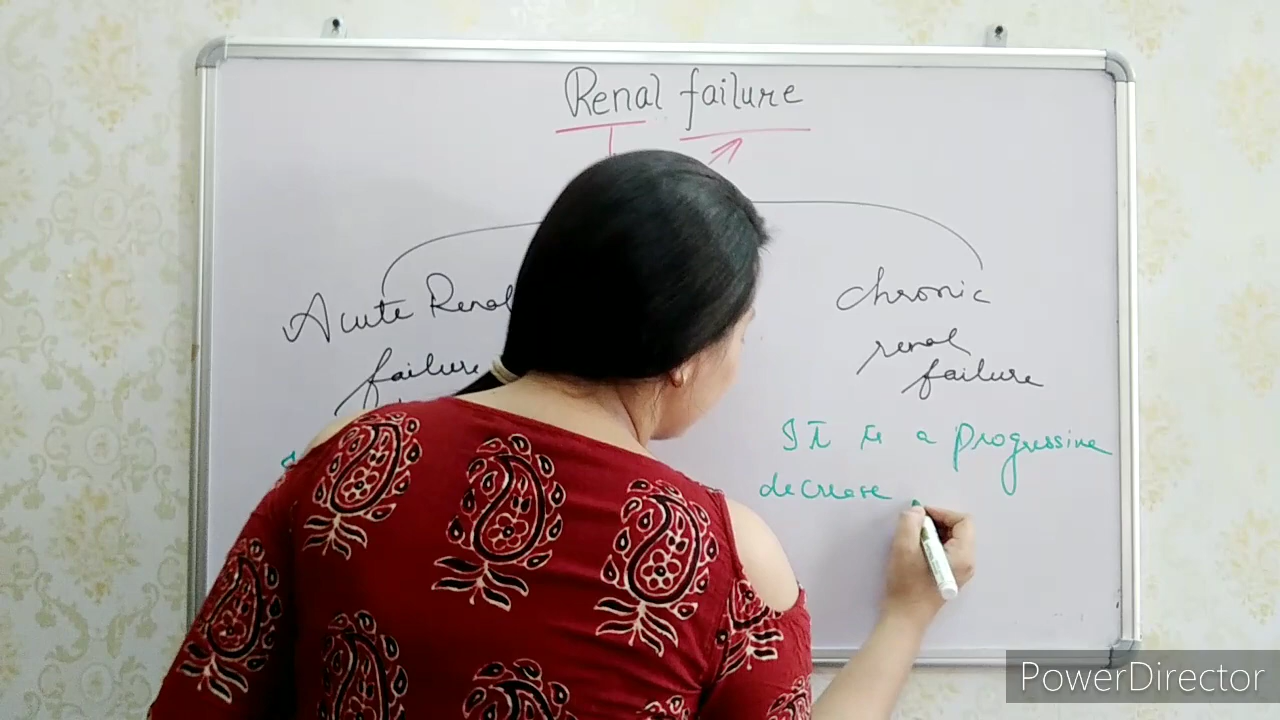 Renal failure
Acute Renal
failure
chronic
renal
failure
It is a progressive
decrease
PowerDirector